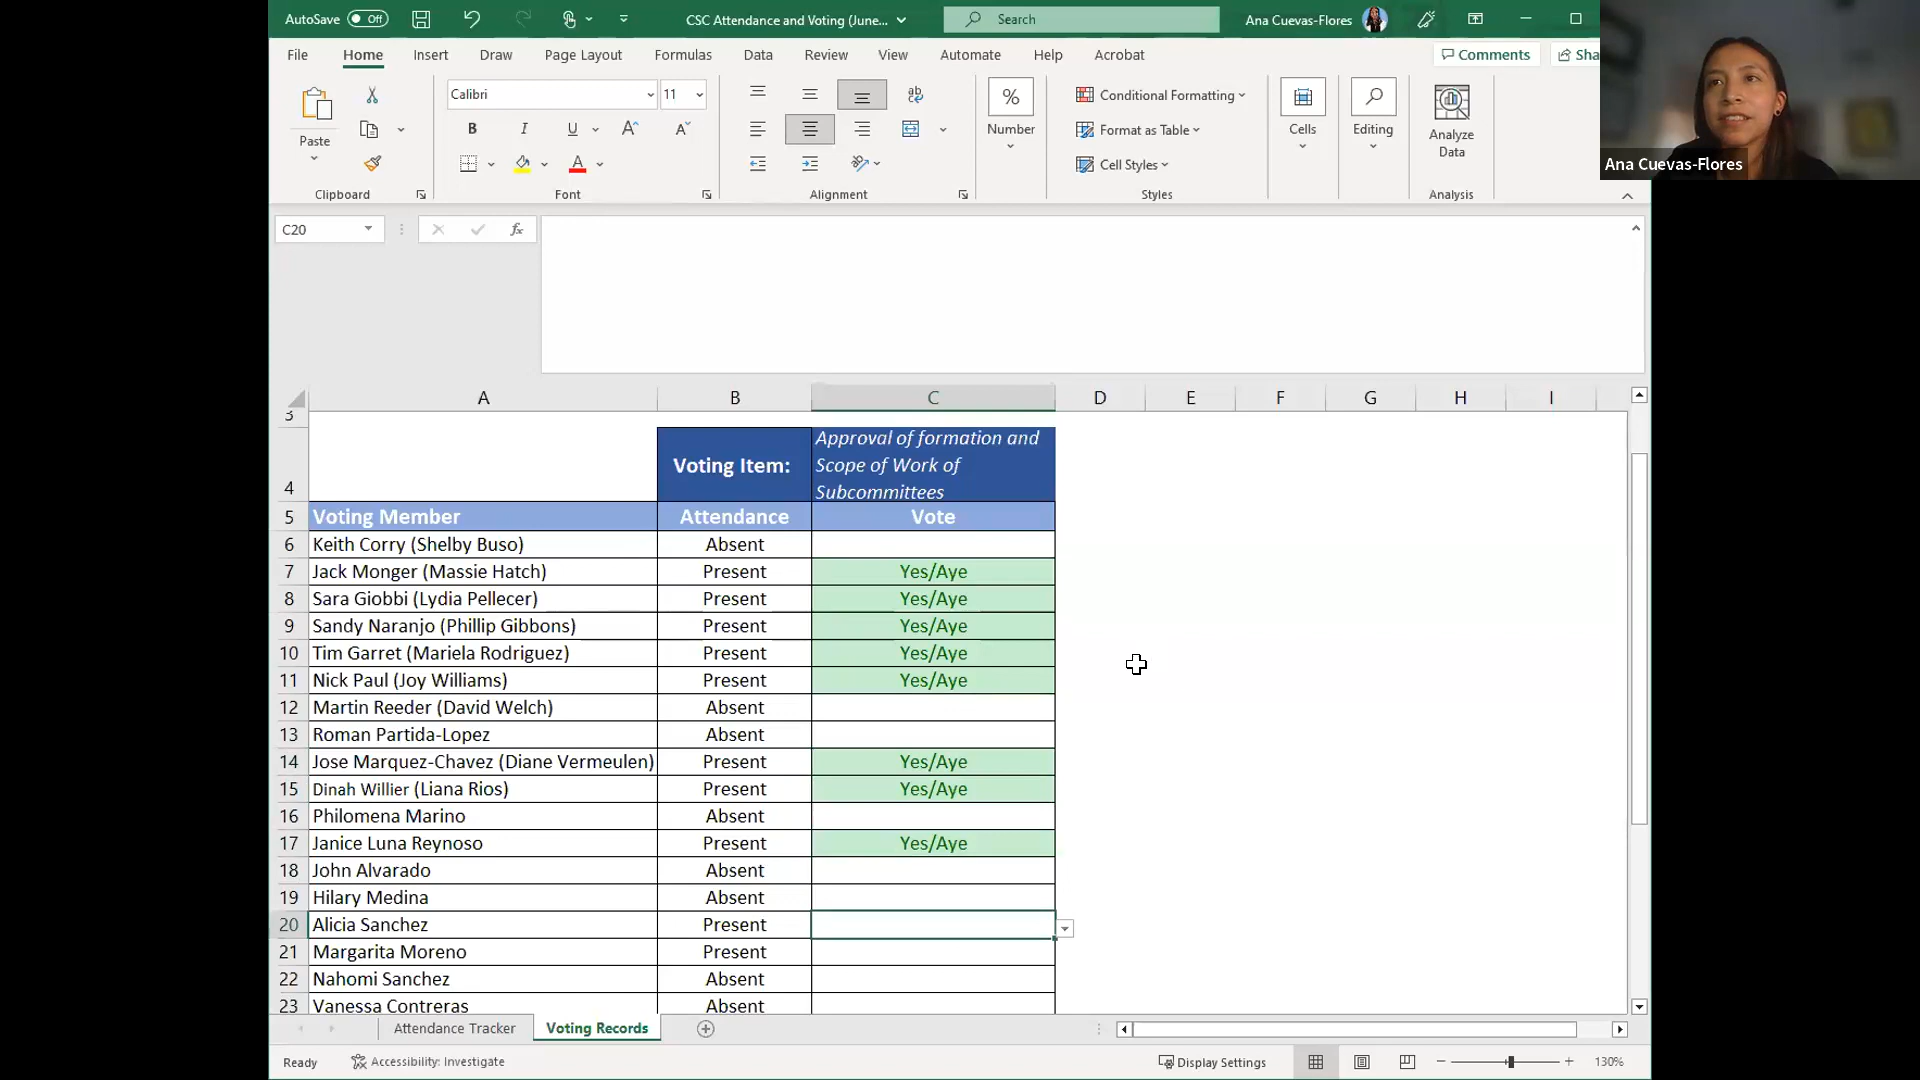 AutoSave Off CSC Attendance and Voting (June... Search Ana Cuevas-Flores
File Home Insert Draw Page Layout Formulas Data Review View Automate Help Acrobat Comments Sha
Calibri 11
Paste B I U A A A
ab
% Number
Conditional Formatting
Format as Table
Cell Styles
Cells
Editing
Analyze Data
Clipboard Font Alignment Styles Analysis
Ana Cuevas-Flores
C20 fx
A B C D E F G H I
3
4 Voting Item: Approval of formation and
Scope of Work of
Subcommittees
5 Voting Member Attendance Vote
6 Keith Corry (Shelby Buso) Absent
7 Jack Monger (Massie Hatch) Present Yes/Aye
8 Sara Giobbi (Lydia Pellecer) Present Yes/Aye
9 Sandy Naranjo (Phillip Gibbons) Present Yes/Aye
10 Tim Garret (Mariela Rodriguez) Present Yes/Aye
11 Nick Paul (Joy Williams) Present Yes/Aye
12 Martin Reeder (David Welch) Absent
13 Roman Partida-Lopez Absent
14 Jose Marquez-Chavez (Diane Vermeulen) Present Yes/Aye
15 Dinah Willier (Liana Rios) Present Yes/Aye
16 Philomena Marino Absent
17 Janice Luna Reynoso Present Yes/Aye
18 John Alvarado Absent
19 Hilary Medina Absent
20 Alicia Sanchez Present
21 Margarita Moreno Present
22 Nahomi Sanchez Absent
23 Vanessa Contreras Absent
Attendance Tracker Voting Records
Ready Accessibility: Investigate Display Settings 130%